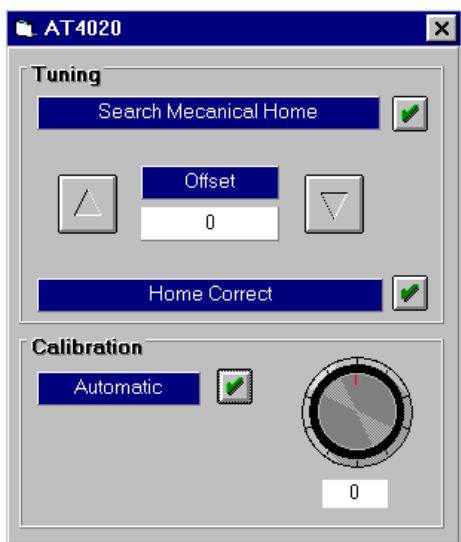 AT4020
Tuning
Search Mecanical Home
Offset
0
Home Correct
Calibration
Automatic
0